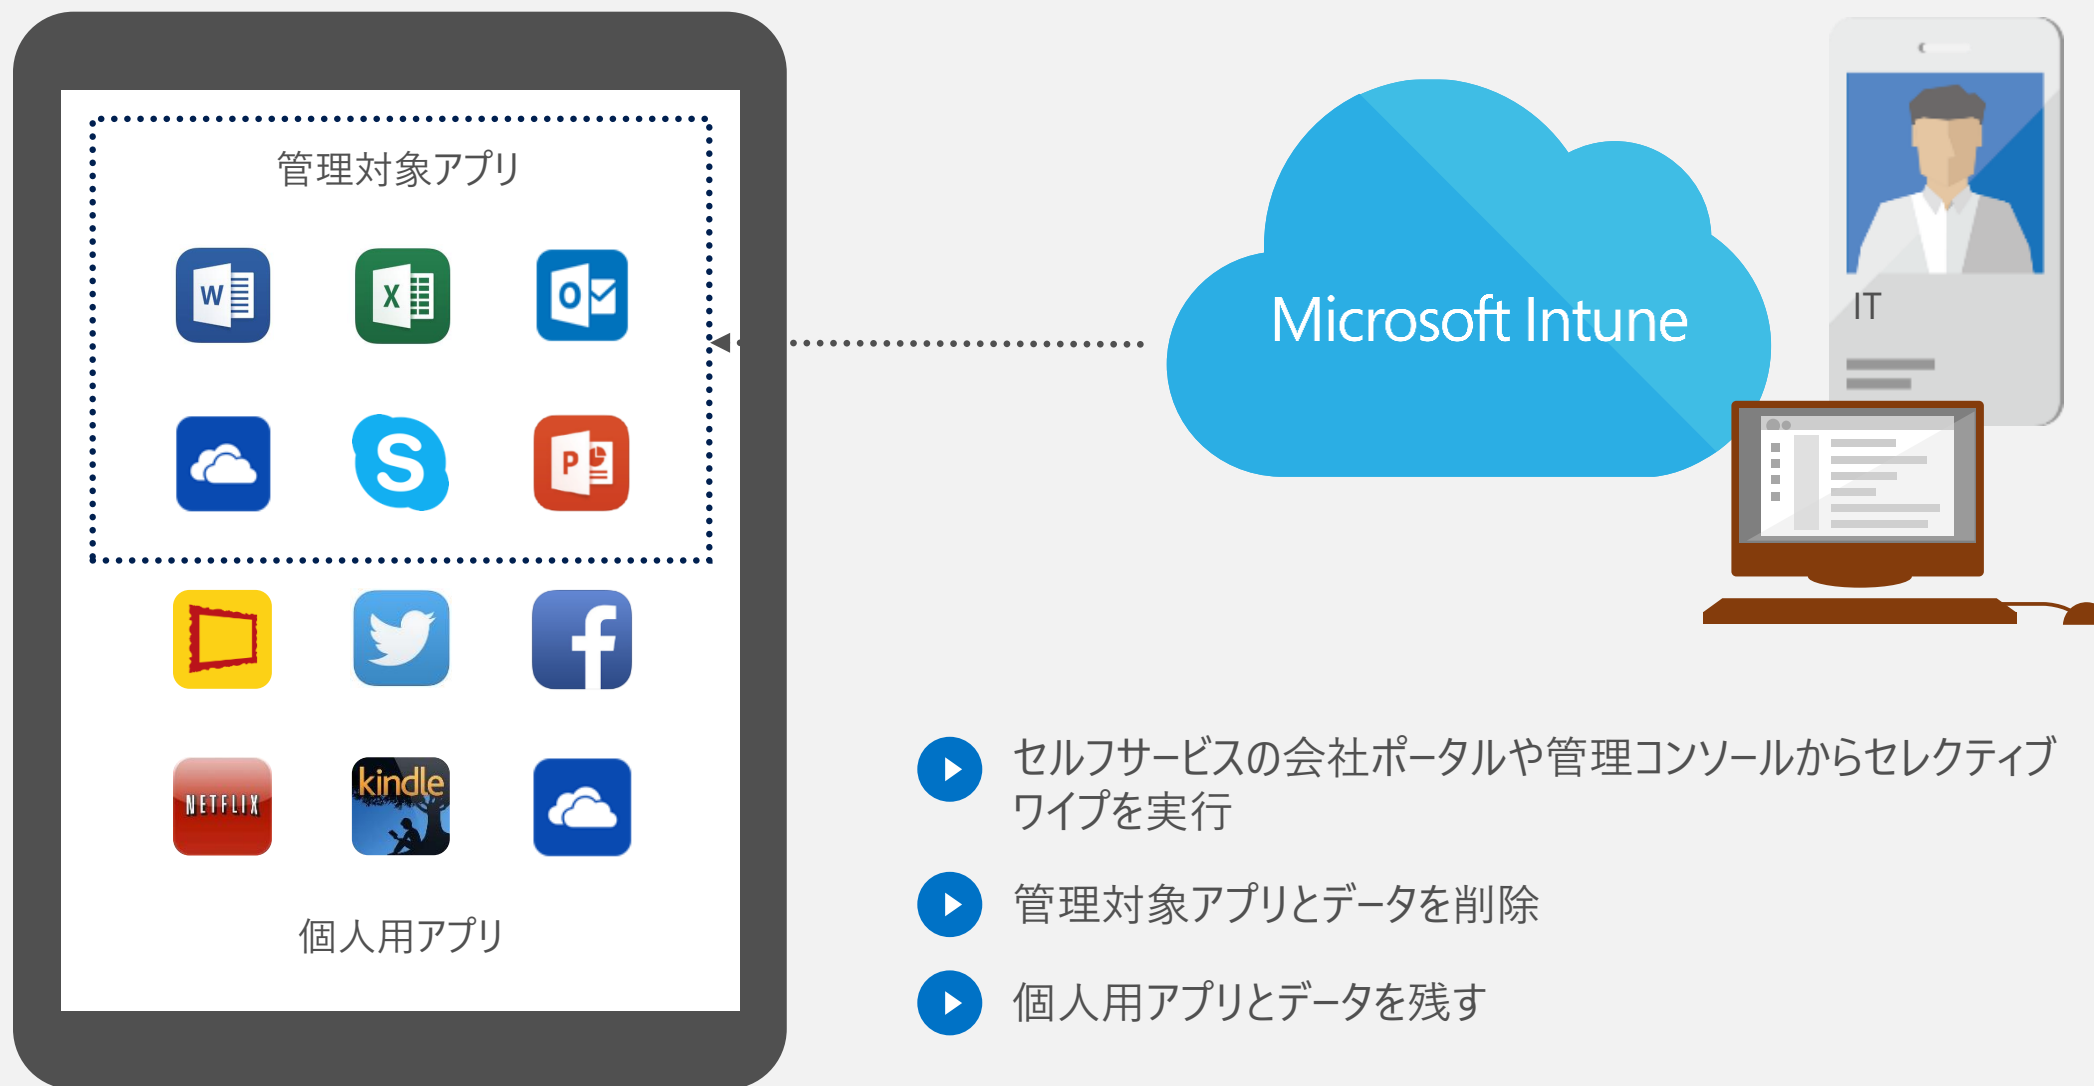 管理対象アプリ
W
X
O
S
P
NETFLIX
kindle
個人用アプリ
Microsoft Intune
IT
セルフサービスの会社ポータルや管理コンソールからセレクティブ
ワイプを実行
管理対象アプリとデータを削除
個人用アプリとデータを残す